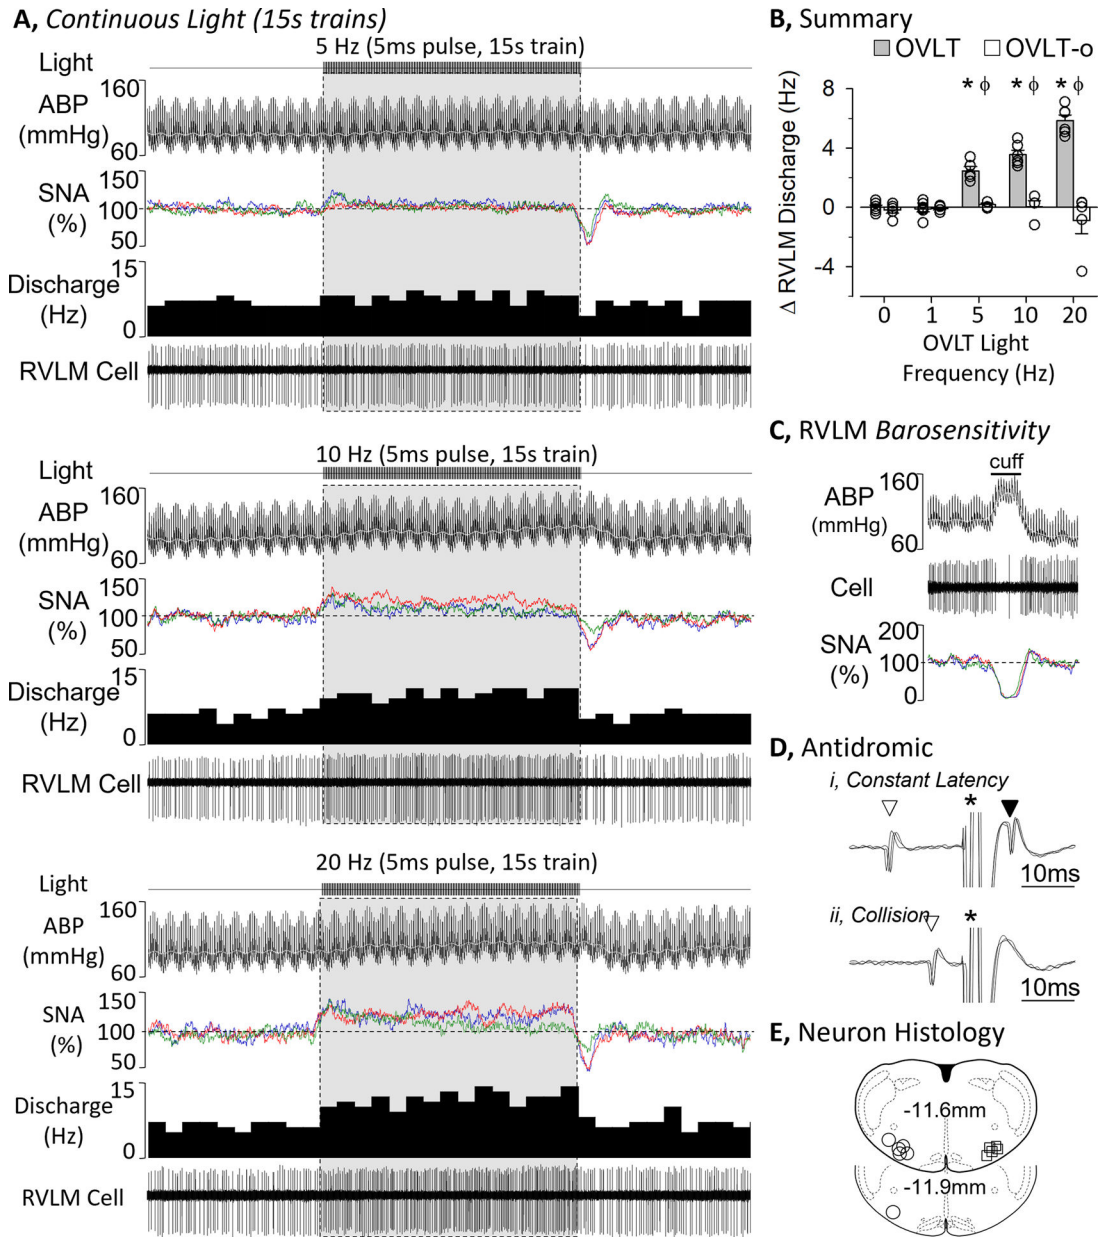 A, Continuous Light (15s trains)
5 Hz (5ms pulse, 15s train)
Light
160
ABP
(mmHg)
60
150
SNA
100
(%)
50
15
Discharge
(Hz)
0
RVLM Cell
10 Hz (5ms pulse, 15s train)
Light
160
ABP
(mmHg)
60
150
SNA
100
(%)
50
15
Discharge
(Hz)
0
RVLM Cell
20 Hz (5ms pulse, 15s train)
Light
160
ABP
(mmHg)
60
150
SNA
100
(%)
50
15
Discharge
(Hz)
0
RVLM Cell
B, Summary
OVLT OVLT-o
* ϕ * ϕ * ϕ
8
4
0
-4
Δ RVLM Discharge (Hz)
0 1 5 10 20
OVLT Light
Frequency (Hz)
C, RVLM Barosensitivity
cuff
160
ABP
(mmHg)
60
Cell
200
SNA
100
(%)
0
D, Antidromic
i, Constant Latency
*
10ms
ii, Collision
*
10ms
E, Neuron Histology
-11.6mm
-11.9mm